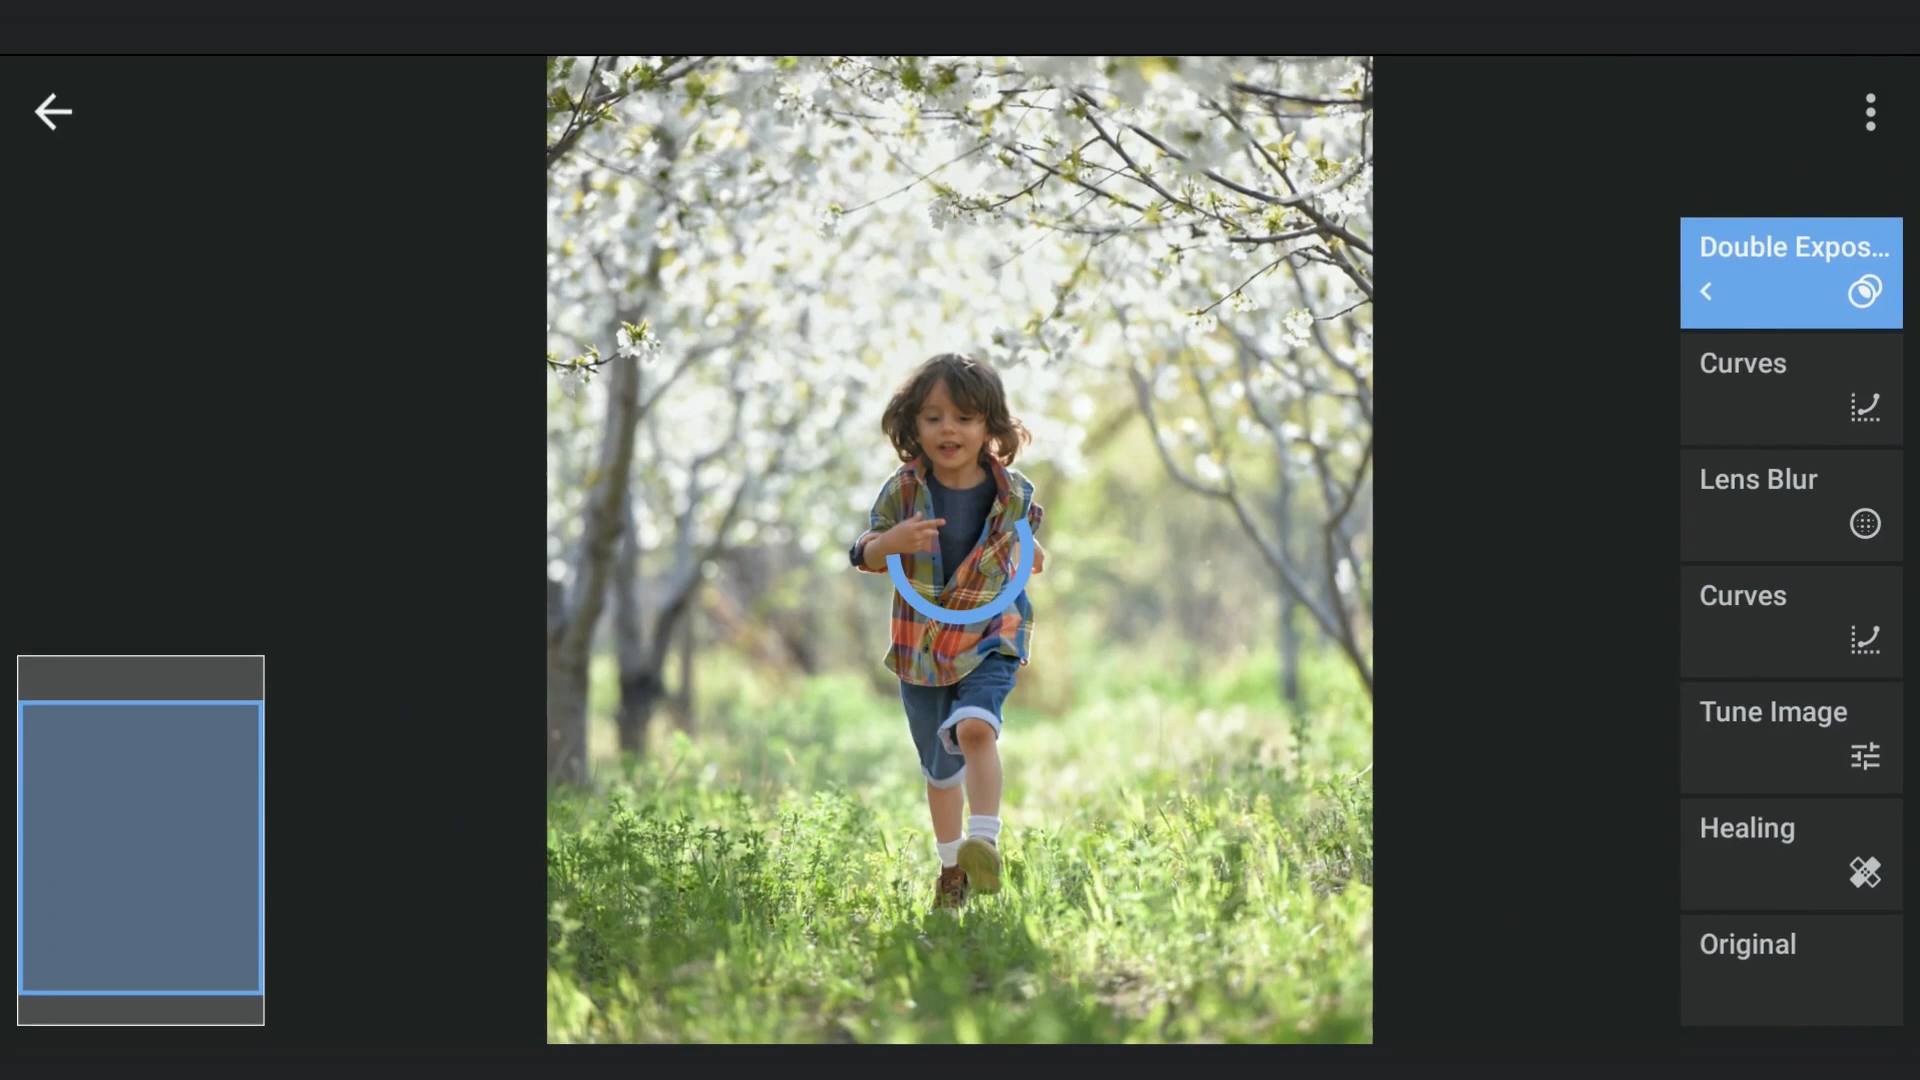 Double Expos...
Curves
Lens Blur
Curves
Tune Image
Healing
Original